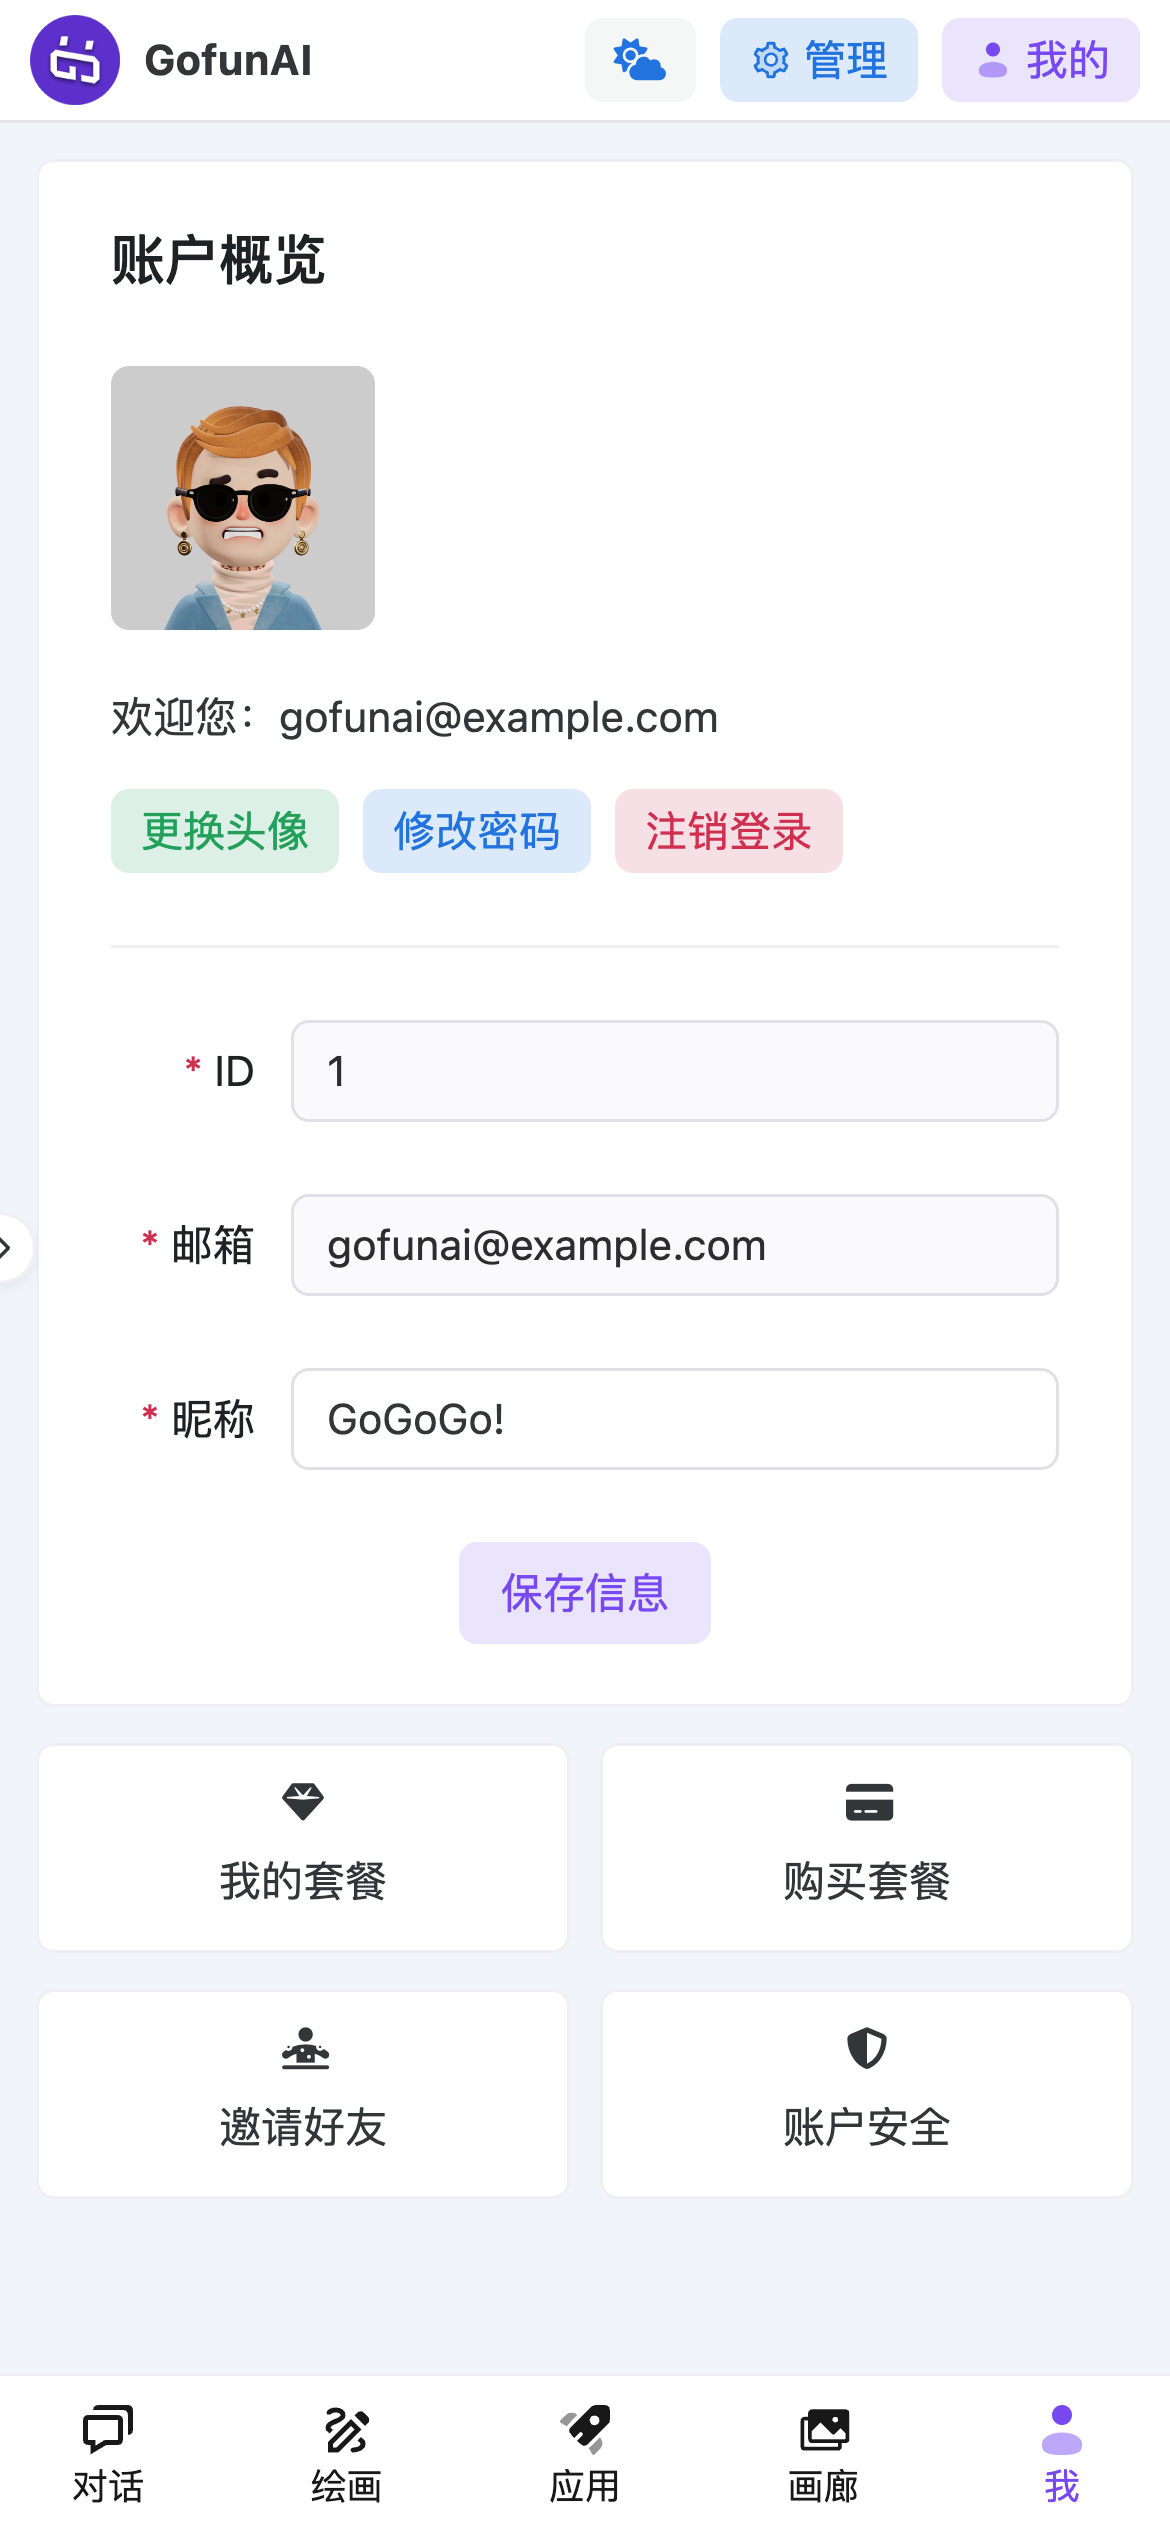 GofunAI
管理
我的
账户概览
欢迎您：gofunai@example.com
更换头像 修改密码 注销登录
* ID 1
* 邮箱 gofunai@example.com
* 昵称 GoGoGo!
保存信息
我的套餐 购买套餐
邀请好友 账户安全
对话 绘画 应用 画廊 我